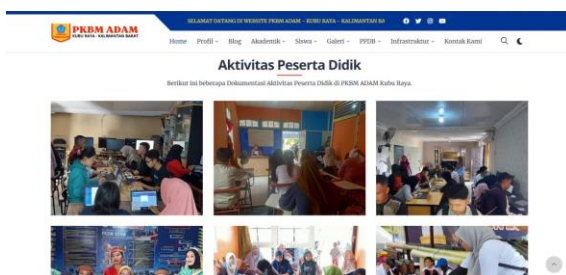 SELAMAT DATANG DI WEBSITE PKBM ADAM - KUBU RAYA - KALIMANTAN BA
PKBM ADAM
KUBU RAYA - KALIMANTAN BARAT
Home Profil Blog Akademik Siswa Galeri PPDB Infrastruktur Kontak Kami
Aktivitas Peserta Didik
Berikut ini beberapa Dokumentasi Aktivitas Peserta Didik di PKBM ADAM Kubu Raya.